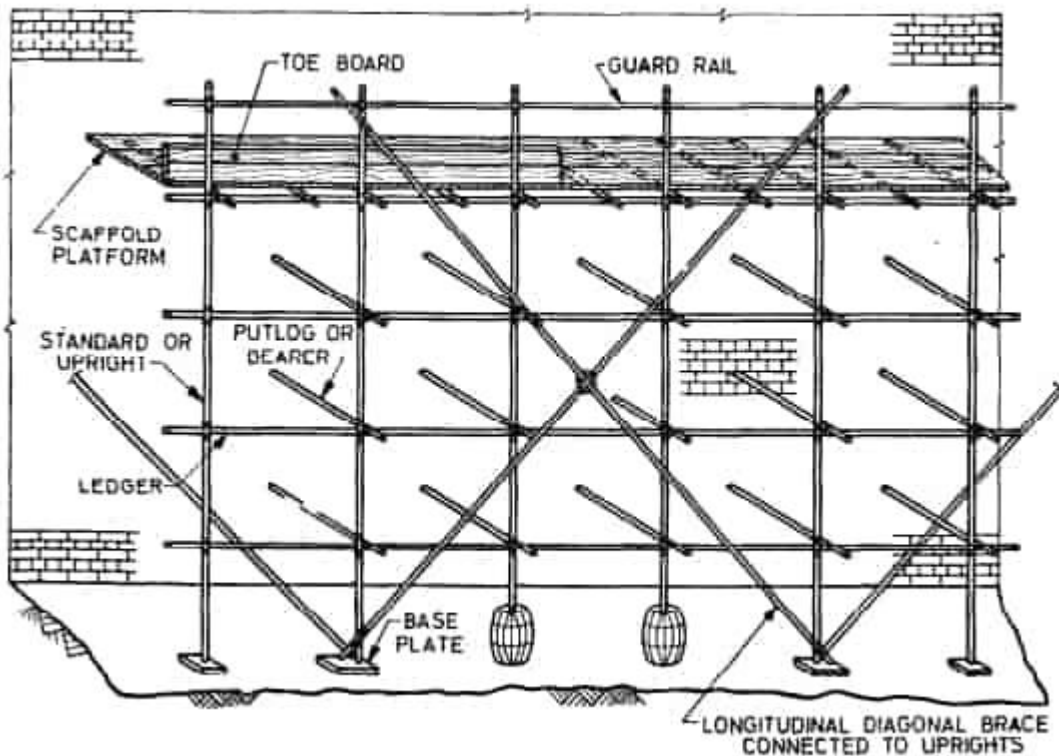 TOE BOARD
GUARD RAIL
SCAFFOLD
PLATFORM
STANDARD OR
UPRIGHT
PUTLOG OR
BEARER
LEDGER
BASE
PLATE
LONGITUDINAL DIAGONAL BRACE
CONNECTED TO UPRIGHTS